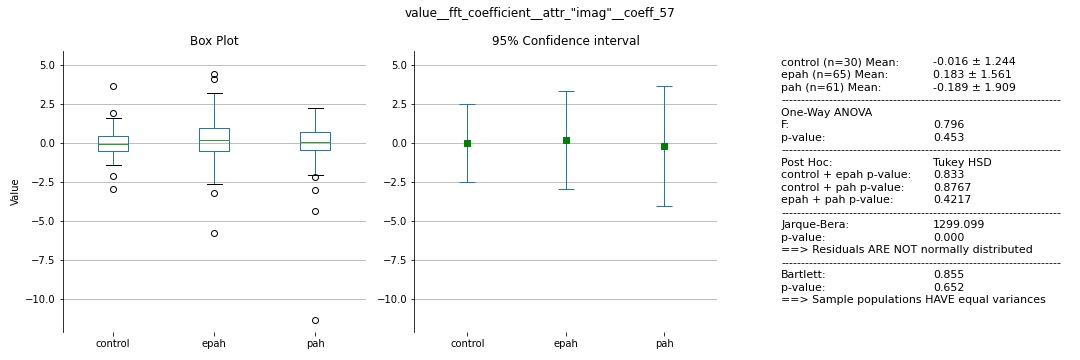 value__fft_coefficient__attr_"imag"__coeff_57
Box Plot
Value
5.0
2.5
0.0
−2.5
−5.0
−7.5
−10.0
control
epah
pah
95% Confidence interval
5.0
2.5
0.0
−2.5
−5.0
−7.5
−10.0
control
epah
pah
control (n=30) Mean: -0.016 ± 1.244
epah (n=65) Mean: 0.183 ± 1.561
pah (n=61) Mean: -0.189 ± 1.909
One-Way ANOVA
F: 0.796
p-value: 0.453
Post Hoc: Tukey HSD
control + epah p-value: 0.833
control + pah p-value: 0.8767
epah + pah p-value: 0.4217
Jarque-Bera: 1299.099
p-value: 0.000
==> Residuals ARE NOT normally distributed
Bartlett: 0.855
p-value: 0.652
==> Sample populations HAVE equal variances